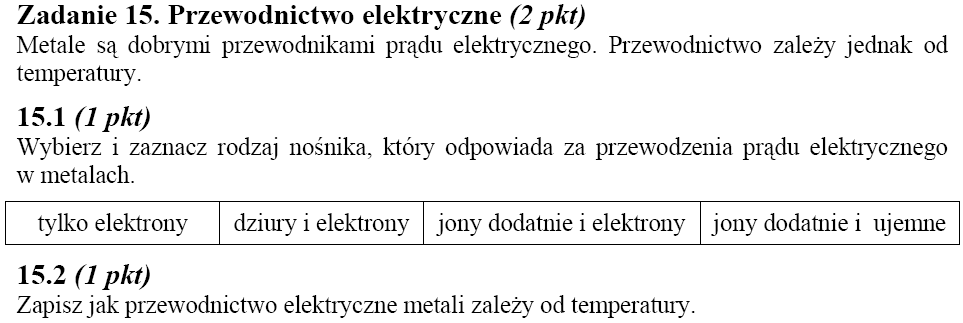 Zadanie 15. Przewodnictwo elektryczne (2 pkt)
Metale są dobrymi przewodnikami prądu elektrycznego. Przewodnictwo zależy jednak od
temperatury.
15.1 (1 pkt)
Wybierz i zaznacz rodzaj nośnika, który odpowiada za przewodzenia prądu elektrycznego
w metalach.
tylko elektrony dziury i elektrony jony dodatnie i elektrony jony dodatnie i ujemne
15.2 (1 pkt)
Zapisz jak przewodnictwo elektryczne metali zależy od temperatury.